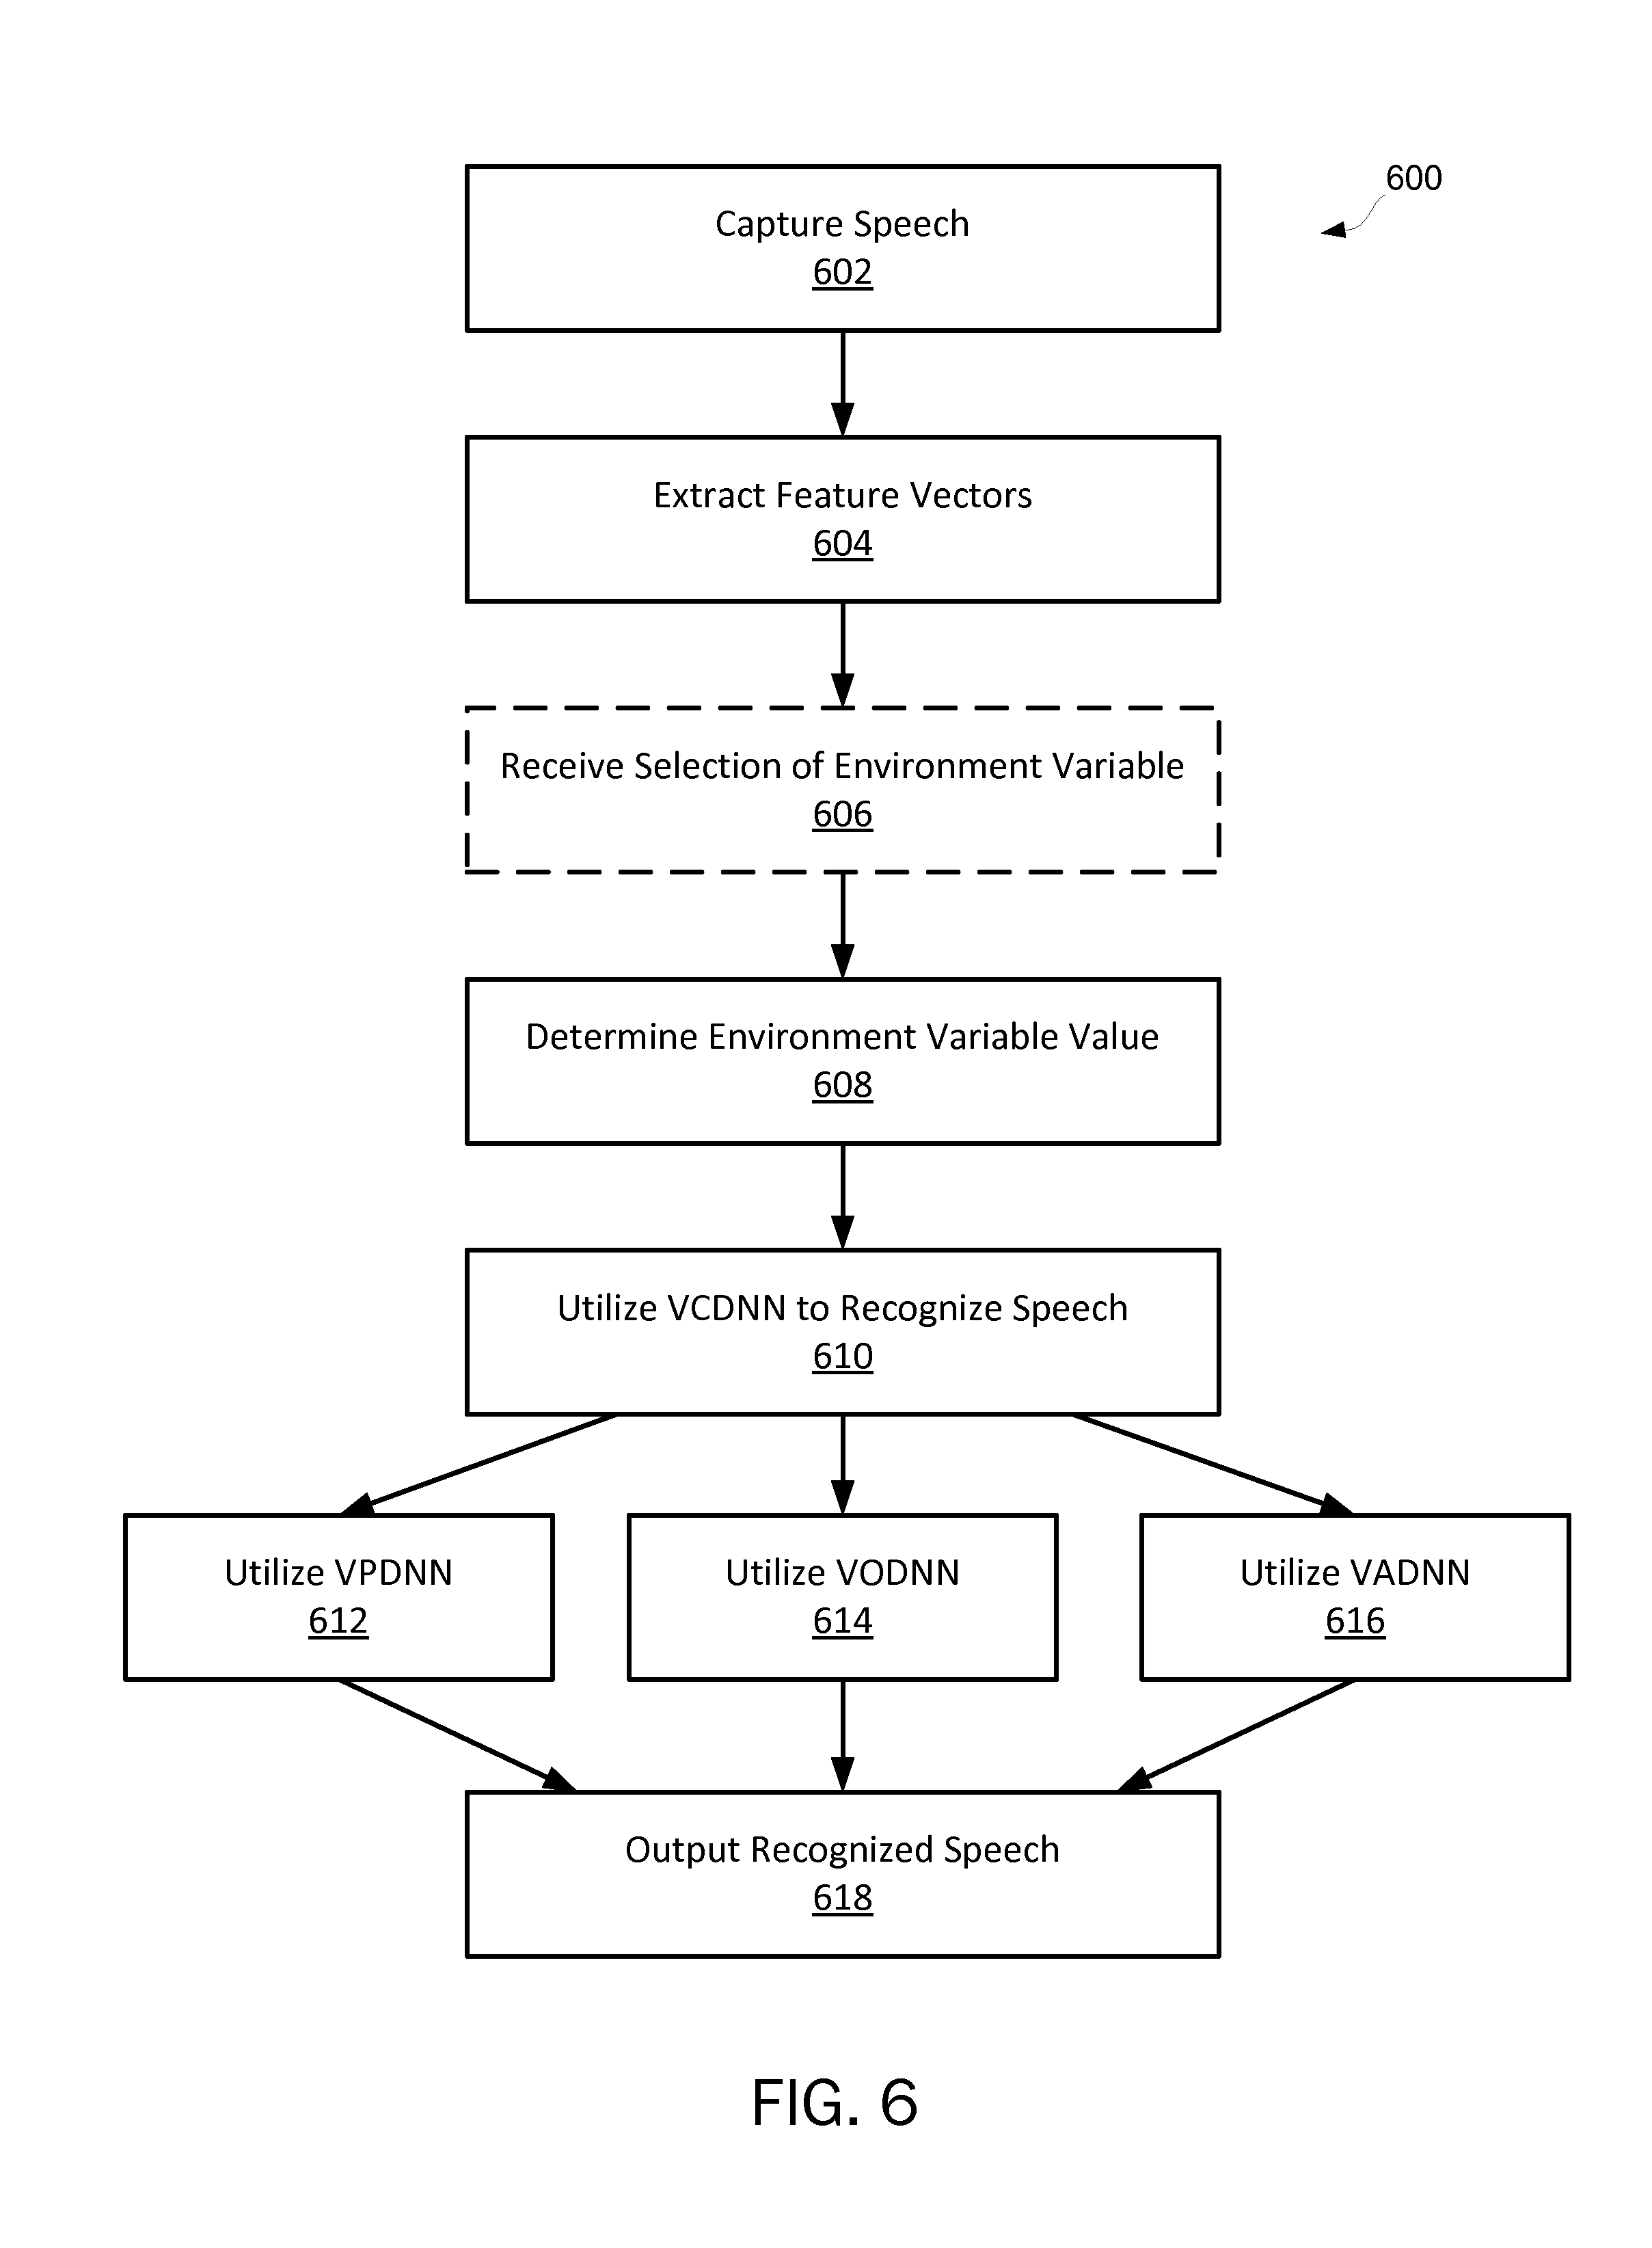 600
Capture Speech
602
Extract Feature Vectors
604
Receive Selection of Environment Variable
606
Determine Environment Variable Value
608
Utilize VCDNN to Recognize Speech
610
Utilize VPDNN
612
Utilize VODNN
614
Utilize VADNN
616
Output Recognized Speech
618
FIG. 6